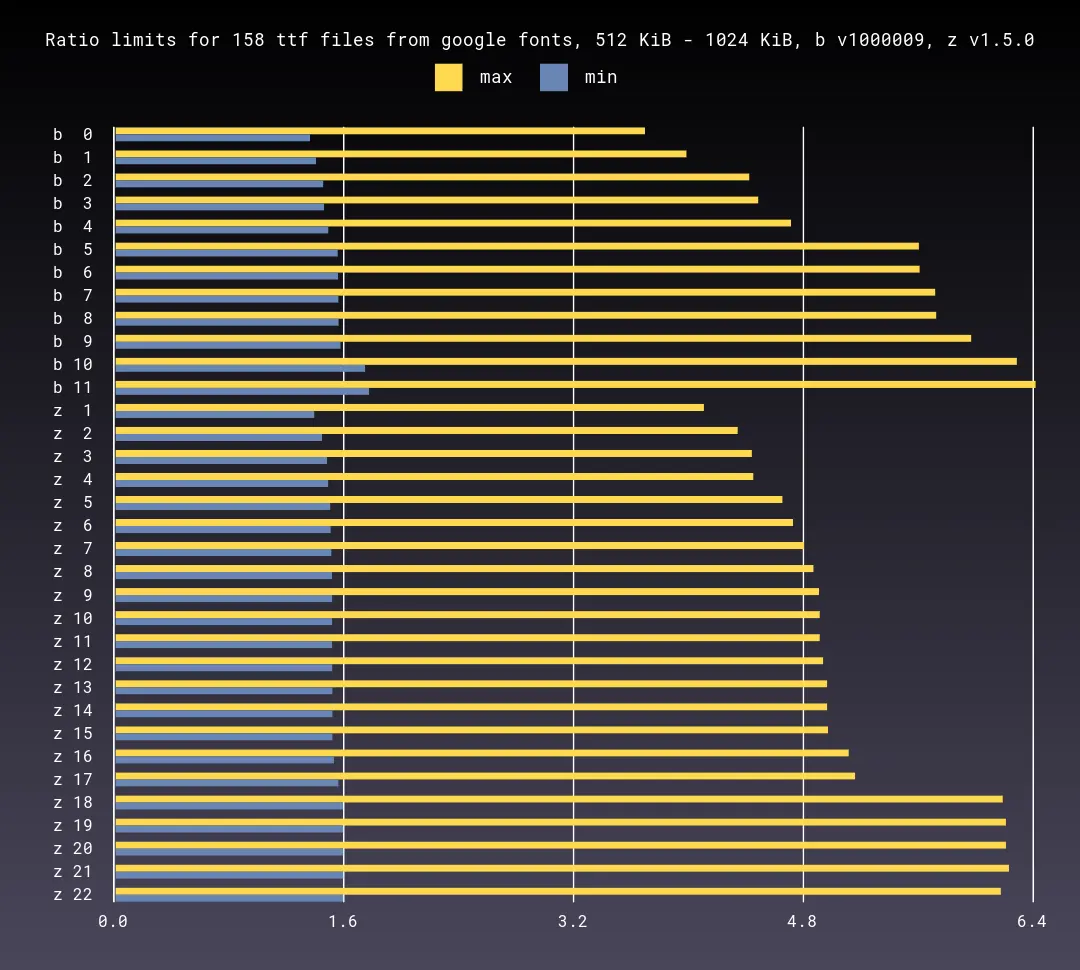 Ratio limits for 158 ttf files from google fonts, 512 KiB - 1024 KiB, b v1000009, z v1.5.0
max min
b 0
b 1
b 2
b 3
b 4
b 5
b 6
b 7
b 8
b 9
b 10
b 11
z 1
z 2
z 3
z 4
z 5
z 6
z 7
z 8
z 9
z 10
z 11
z 12
z 13
z 14
z 15
z 16
z 17
z 18
z 19
z 20
z 21
z 22
0.0 1.6 3.2 4.8 6.4